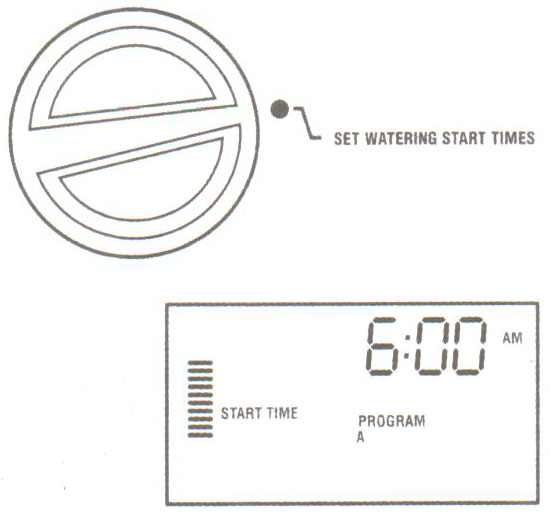 SET WATERING START TIMES
6:00 AM
START TIME
PROGRAM
A